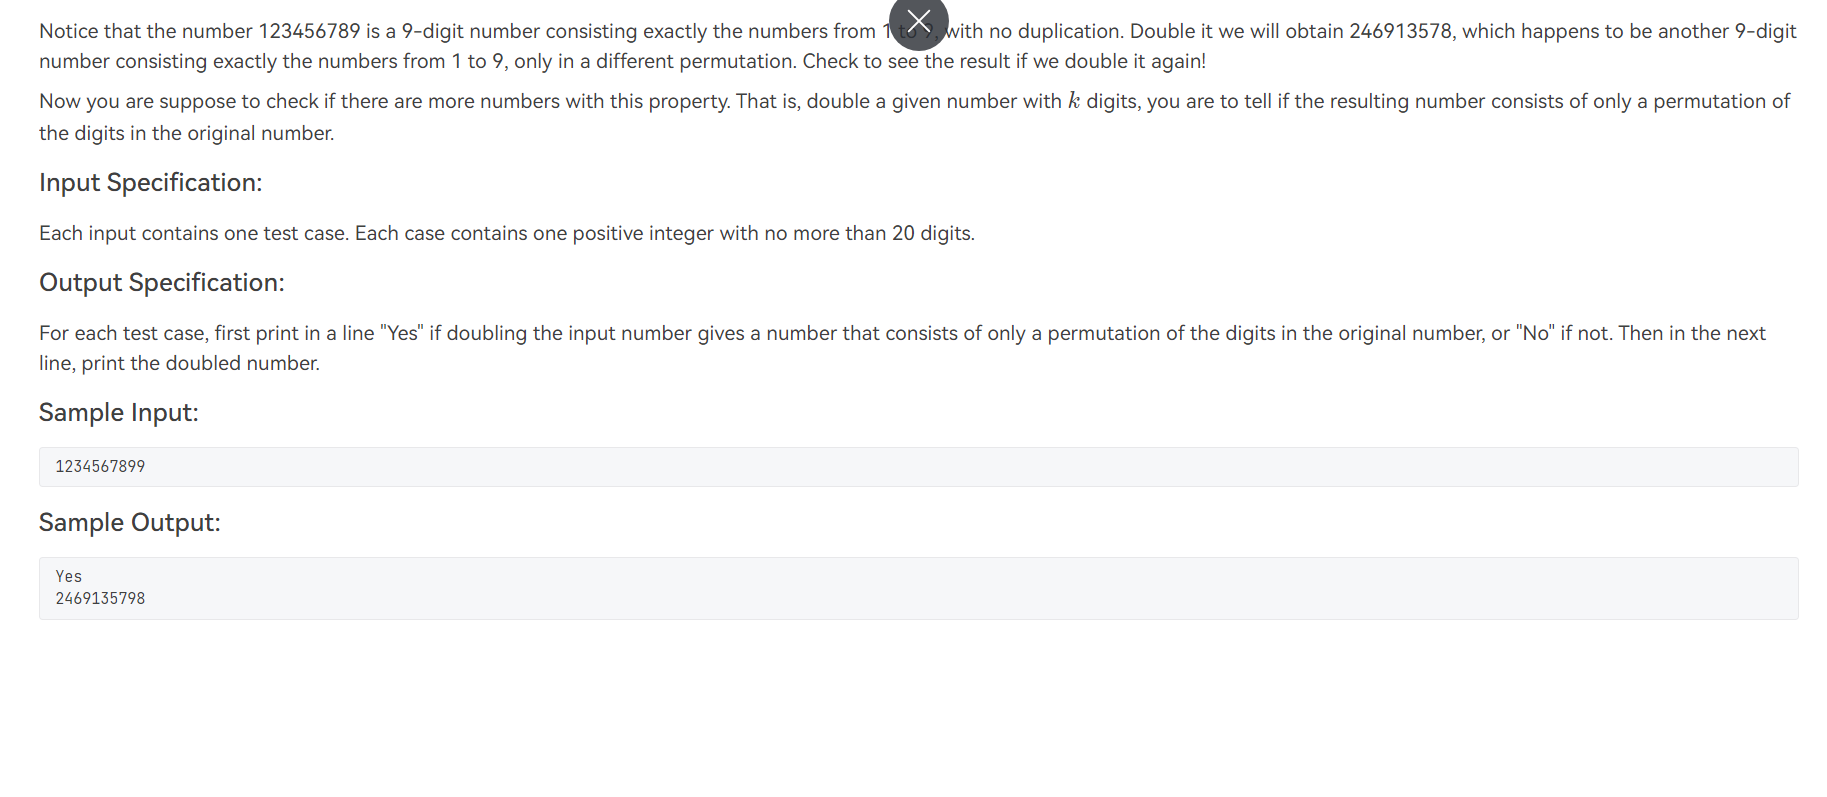 Notice that the number 123456789 is a 9-digit number consisting exactly the numbers from 1 to 9, with no duplication. Double it we will obtain 246913578, which happens to be another 9-digit
number consisting exactly the numbers from 1 to 9, only in a different permutation. Check to see the result if we double it again!
Now you are suppose to check if there are more numbers with this property. That is, double a given number with k digits, you are to tell if the resulting number consists of only a permutation of
the digits in the original number.
Input Specification:
Each input contains one test case. Each case contains one positive integer with no more than 20 digits.
Output Specification:
For each test case, first print in a line "Yes" if doubling the input number gives a number that consists of only a permutation of the digits in the original number, or "No" if not. Then in the next
line, print the doubled number.
Sample Input:
1234567899
Sample Output:
Yes
2469135798